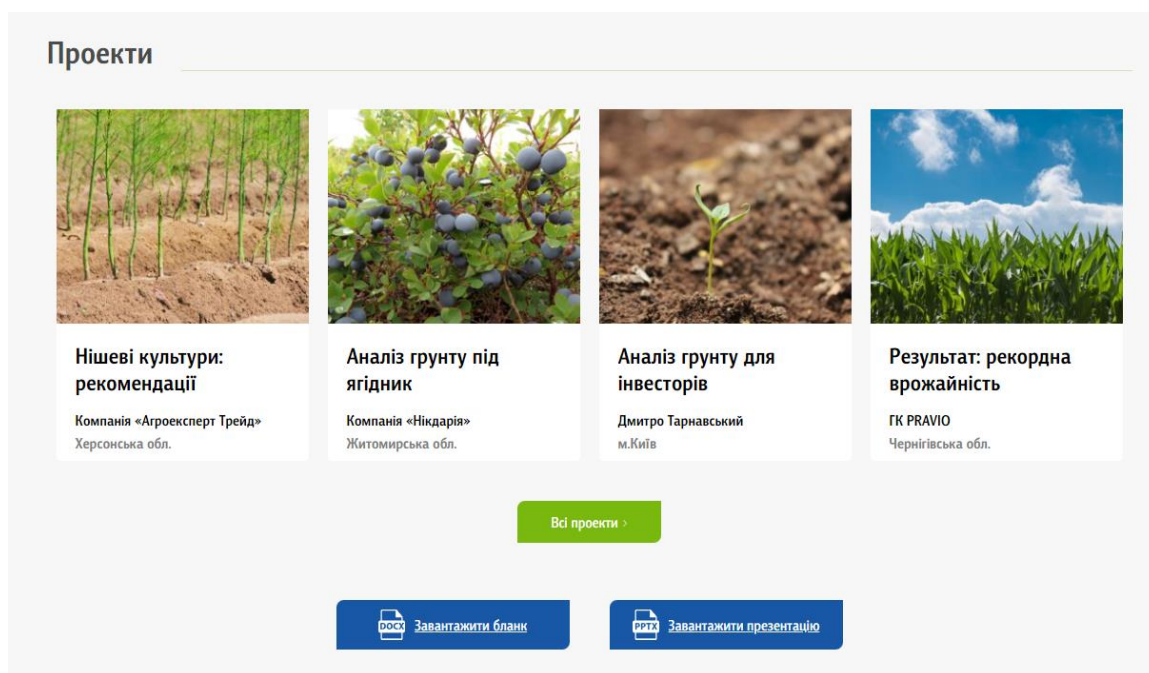 Проекти
Нішеві культури:
рекомендації
Компанія «Агроексперт Трейд»
Херсонська обл.
Аналіз грунту під
ягідник
Компанія «Нікдарія»
Житомирська обл.
Аналіз грунту для
інвесторів
Дмитро Тарнавський
м.Київ
Результат: рекордна
врожайність
ГК PRAVIO
Чернігівська обл.
Всі проекти >
DOCX Завантажити бланк
PPTX Завантажити презентацію